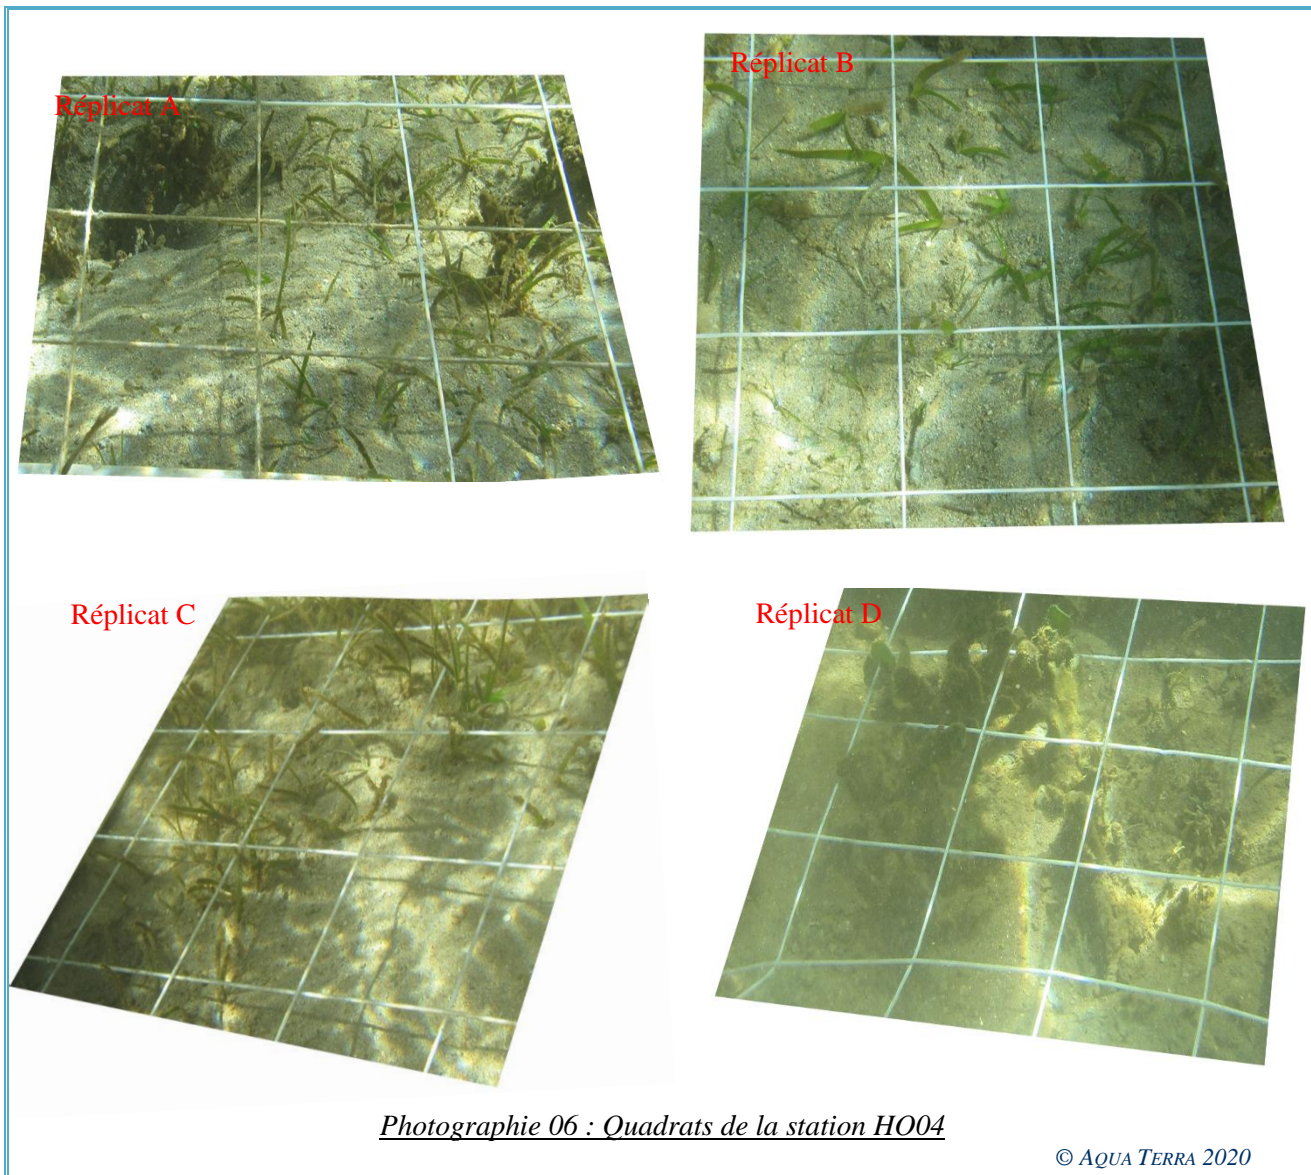 Réplicat A
Réplicat B
Réplicat C
Réplicat D
Photographie 06 : Quadrats de la station HO04
© AQUA TERRA 2020